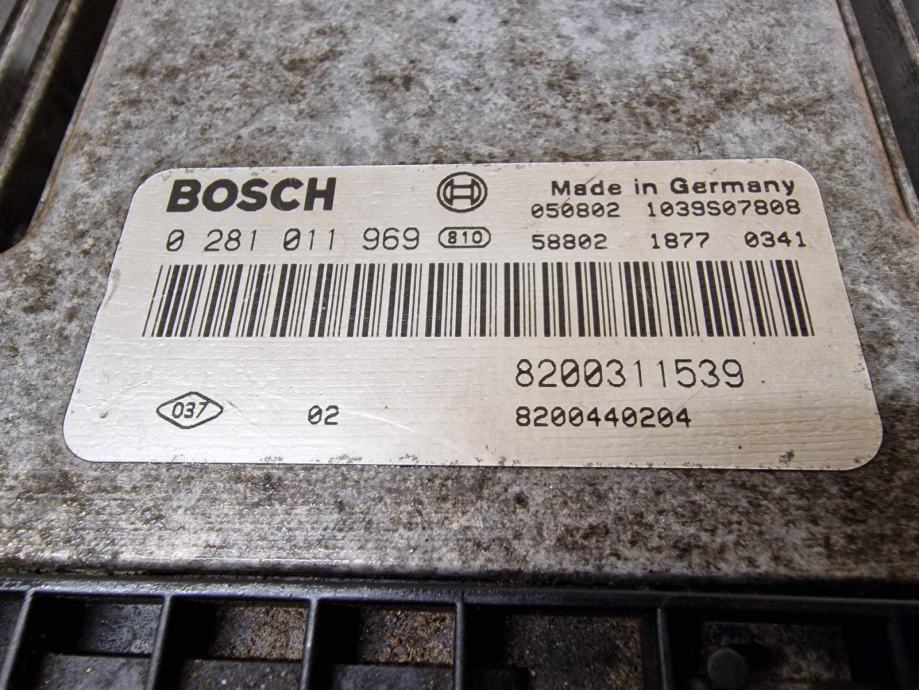 BOSCH Made in Germany
050802 1039S07808
0 281 011 969 810 58802 1877 0341
8200311539
037 02 8200440204